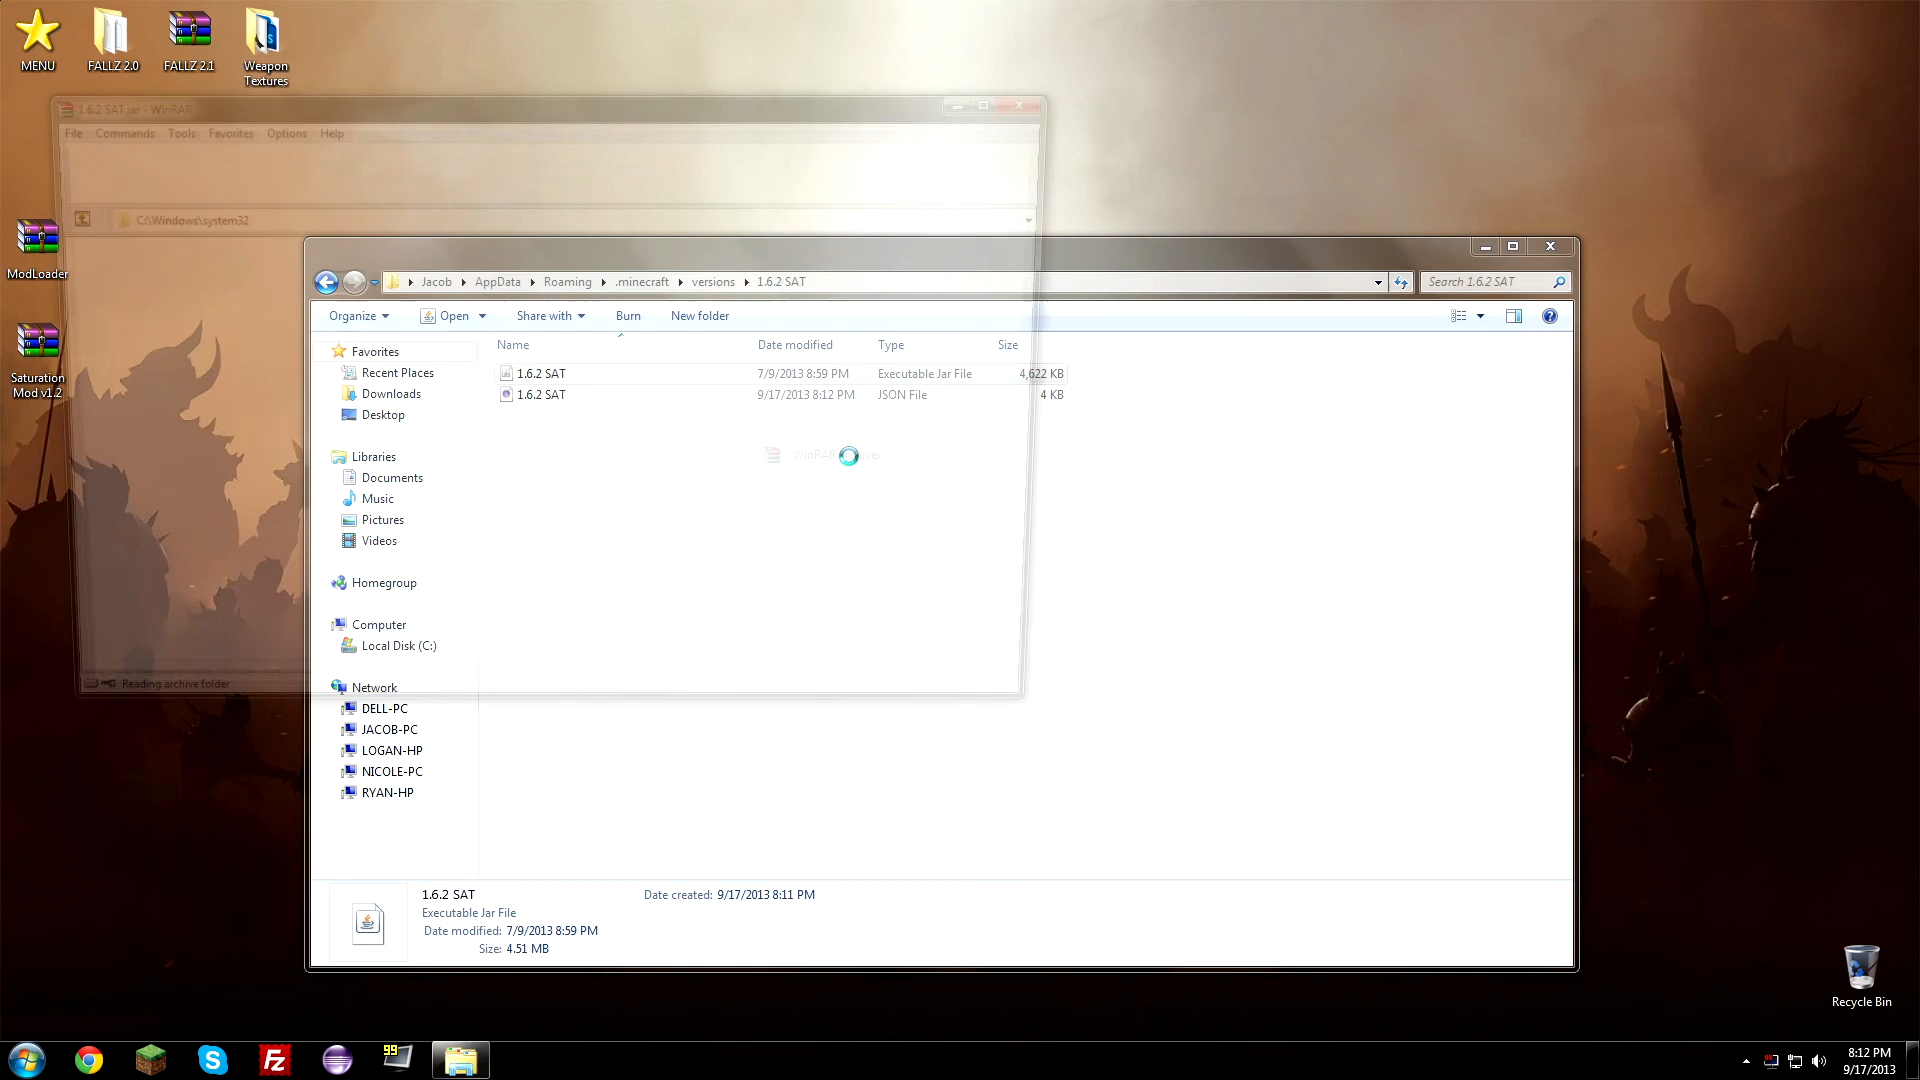 MENU
FALLZ 2.0
FALLZ 2.1
Weapon
Textures
1.6.2 SAT.jar - WinRAR
File Commands Tools Favorites Options Help
C:\Windows\system32
ModLoader
Saturation
Mod v1.2
Jacob AppData Roaming .minecraft versions 1.6.2 SAT
Search 1.6.2 SAT
Organize Open Share with Burn New folder
Name Date modified Type Size
1.6.2 SAT 7/9/2013 8:59 PM Executable Jar File 4,622 KB
1.6.2 SAT 9/17/2013 8:12 PM JSON File 4 KB
WinRAR
Favorites
Recent Places
Downloads
Desktop
Libraries
Documents
Music
Pictures
Videos
Homegroup
Computer
Local Disk (C:)
Reading archive folder
Network
DELL-PC
JACOB-PC
LOGAN-HP
NICOLE-PC
RYAN-HP
1.6.2 SAT Date created: 9/17/2013 8:11 PM
Executable Jar File
Date modified: 7/9/2013 8:59 PM
Size: 4.51 MB
Recycle Bin
99
8:12 PM
9/17/2013